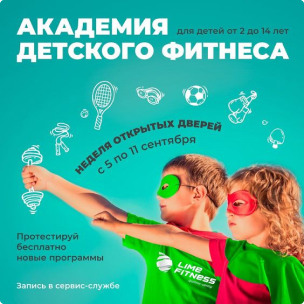 АКАДЕМИЯ для детей от 2 до 14 лет
ДЕТСКОГО ФИТНЕСА
НЕДЕЛЯ ОТКРЫТЫХ ДВЕРЕЙ
с 5 по 11 сентября
LIME
FITNESS
Протестируй
бесплатно
новые программы
Запись в сервис-службе